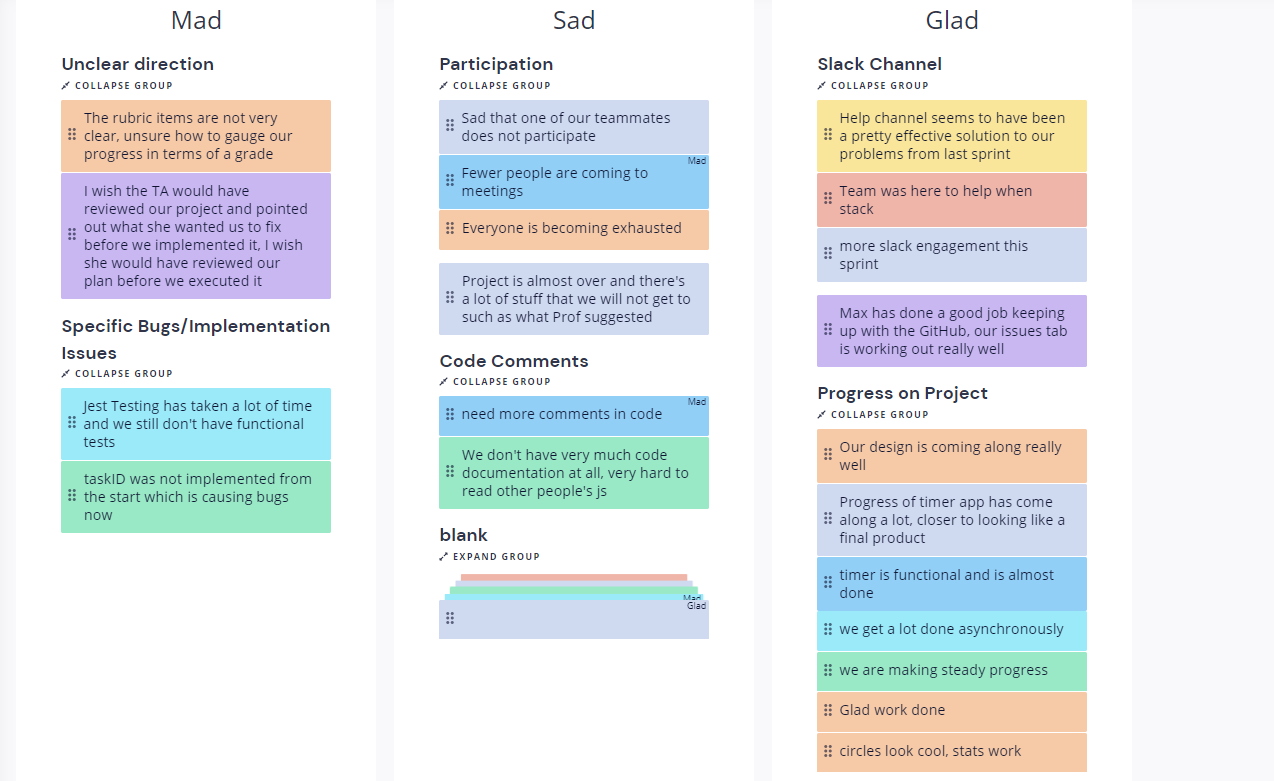 Mad
Unclear direction
COLLAPSE GROUP
The rubric items are not very
clear, unsure how to gauge our
progress in terms of a grade
I wish the TA would have
reviewed our project and pointed
out what she wanted us to fix
before we implemented it, I wish
she would have reviewed our
plan before we executed it
Specific Bugs/Implementation
Issues
COLLAPSE GROUP
Jest Testing has taken a lot of time
and we still don't have functional
tests
taskID was not implemented from
the start which is causing bugs
now
Sad
Participation
COLLAPSE GROUP
Sad that one of our teammates
does not participate
Mad
Fewer people are coming to
meetings
Everyone is becoming exhausted
Project is almost over and there's
a lot of stuff that we will not get to
such as what Prof suggested
Code Comments
COLLAPSE GROUP
Mad
need more comments in code
We don't have very much code
documentation at all, very hard to
read other people's js
blank
EXPAND GROUP
Mad
Glad
Glad
Slack Channel
COLLAPSE GROUP
Help channel seems to have been
a pretty effective solution to our
problems from last sprint
Team was here to help when
stack
more slack engagement this
sprint
Max has done a good job keeping
up with the GitHub, our issues tab
is working out really well
Progress on Project
COLLAPSE GROUP
Our design is coming along really
well
Progress of timer app has come
along a lot, closer to looking like a
final product
timer is functional and is almost
done
we get a lot done asynchronously
we are making steady progress
Glad work done
circles look cool, stats work